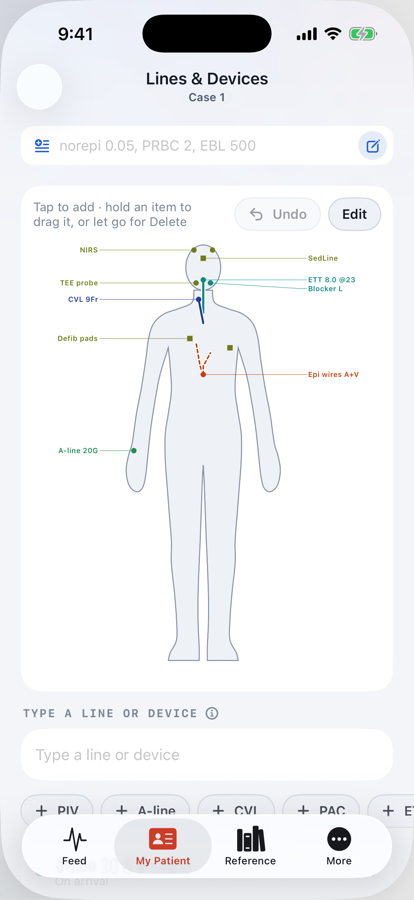 9:41
Lines & Devices
Case 1
norepi 0.05, PRBC 2, EBL 500
Tap to add · hold an item to
drag it, or let go for Delete
Undo
Edit
NIRS
SedLine
TEE probe
ETT 8.0 @23
Blocker L
CVL 9Fr
Defib pads
Epi wires A+V
A-line 20G
TYPE A LINE OR DEVICE
Type a line or device
+ PIV
+ A-line
+ CVL
+ PAC
+ ET
Feed
My Patient
Reference
More
On arrival